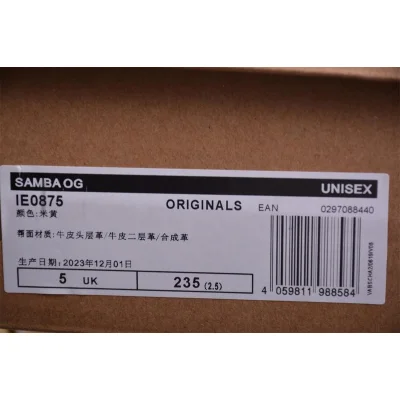 SAMBA OG UNISEX
IE0875 ORIGINALS EAN 0297088440
颜色:米黄
鞋面材质:牛皮头层革/牛皮二层革/合成革
生产日期:2023年12月01日
5 UK 235 (2.5)
4 059811 988584